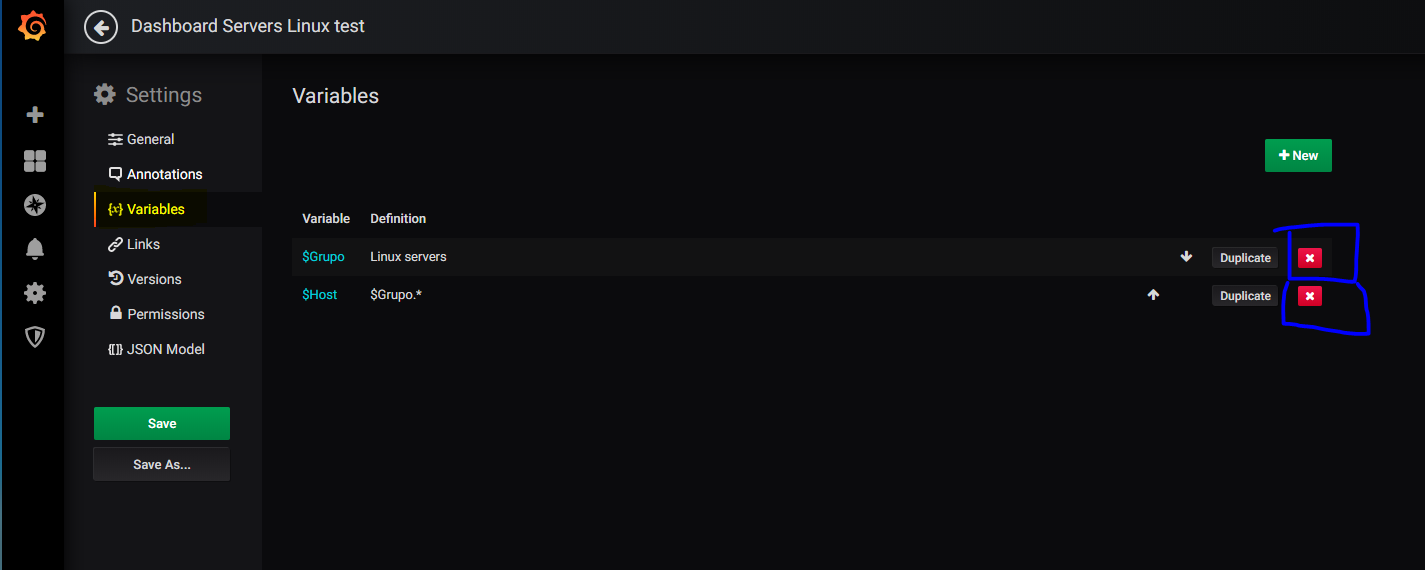 Dashboard Servers Linux test
Settings
General
Annotations
{x} Variables
Links
Versions
Permissions
{[]} JSON Model
Save
Save As...
Variables
+ New
Variable Definition
$Grupo Linux servers Duplicate
$Host $Grupo.* Duplicate